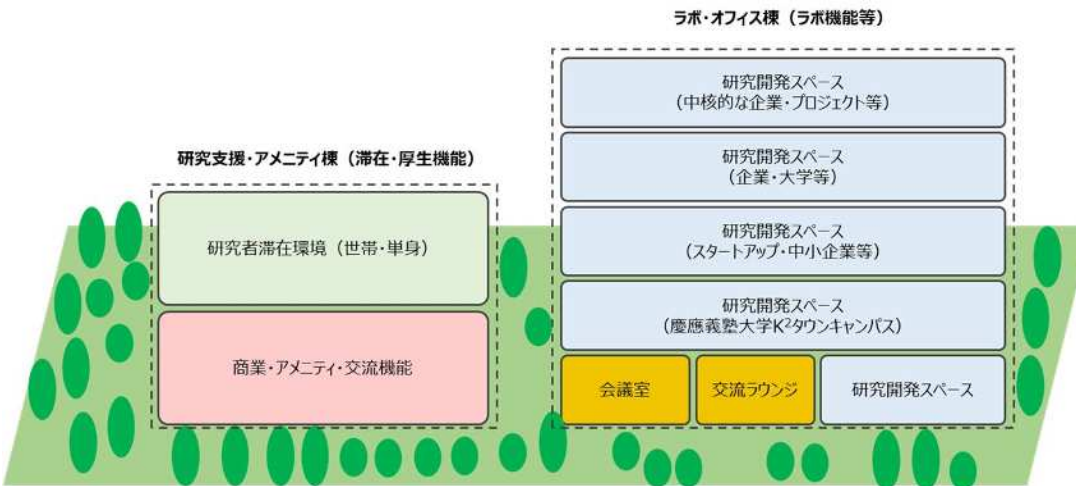 ラボ・オフィス棟（ラボ機能等）
研究開発スペース
（中核的な企業・プロジェクト等）
研究支援・アメニティ棟（滞在・厚生機能）
研究開発スペース
（企業・大学等）
研究者滞在環境（世帯・単身）
研究開発スペース
（スタートアップ・中小企業等）
研究開発スペース
（慶應義塾大学K²タウンキャンパス）
商業・アメニティ・交流機能
会議室
交流ラウンジ
研究開発スペース